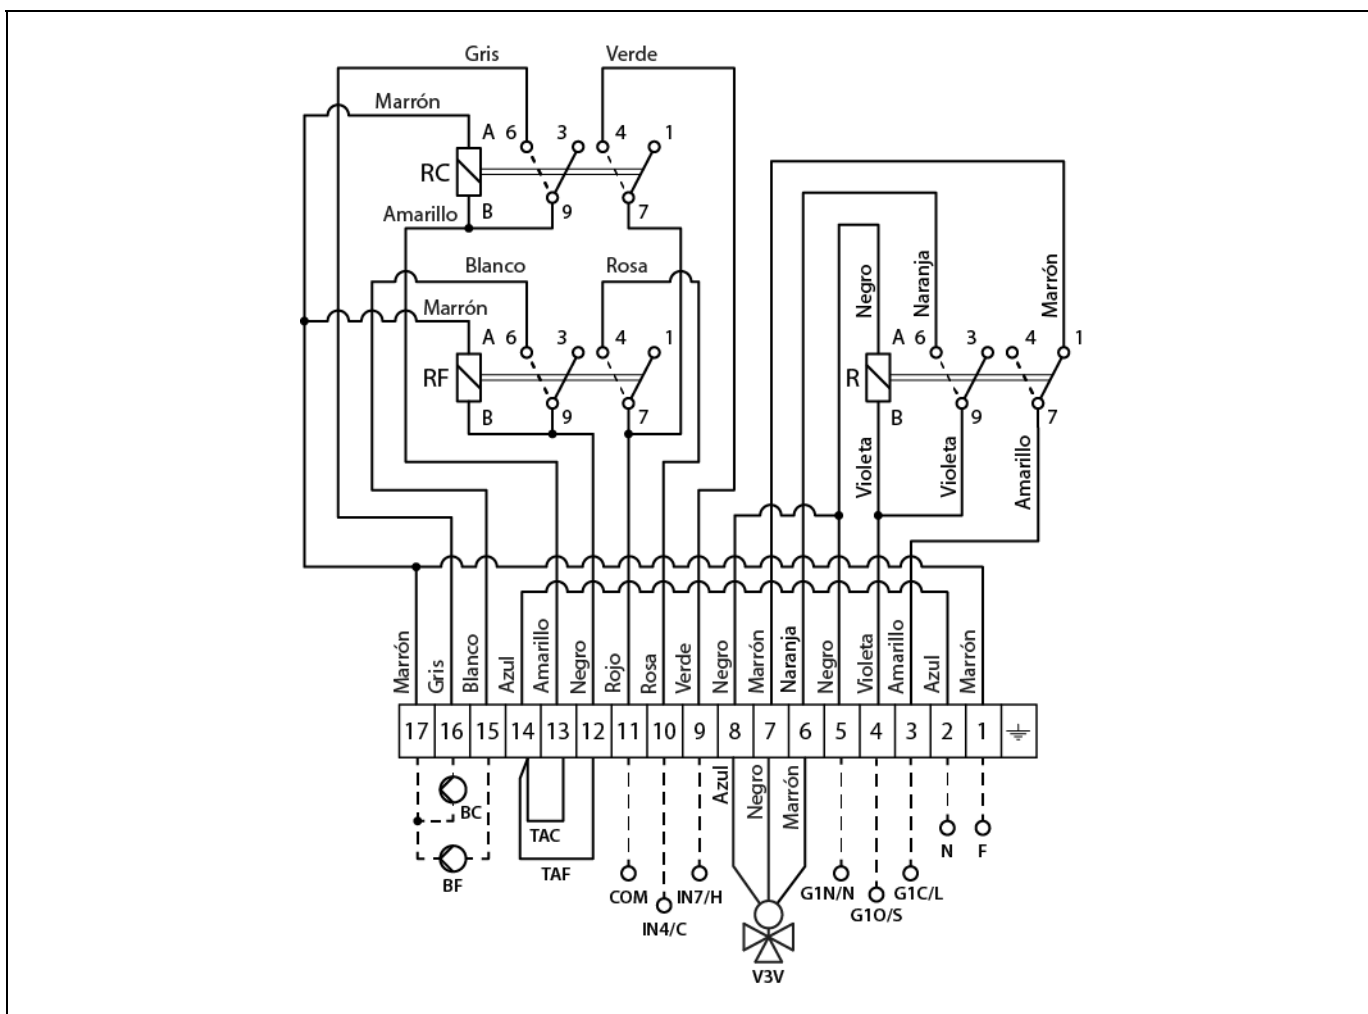 Gris Verde
Marrón
A 6 3 4 1
RC
Amarillo B 9 7
Blanco Rosa
Negro Naranja Marrón
Marrón
A 6 3 4 1
A 6 3 4 1
RF
R
B 9 7
B 9 7
Violeta Violeta Amarillo
Marrón Gris Blanco Azul Amarillo Negro Rojo Rosa Verde Negro Marrón Naranja Negro Violeta Amarillo Azul Marrón
17 16 15 14 13 12 11 10 9 8 7 6 5 4 3 2 1
Azul Negro Marrón
BC
TAC
N F
BF
TAF
COM IN7/H
G1N/N G1C/L
IN4/C
G1O/S
V3V